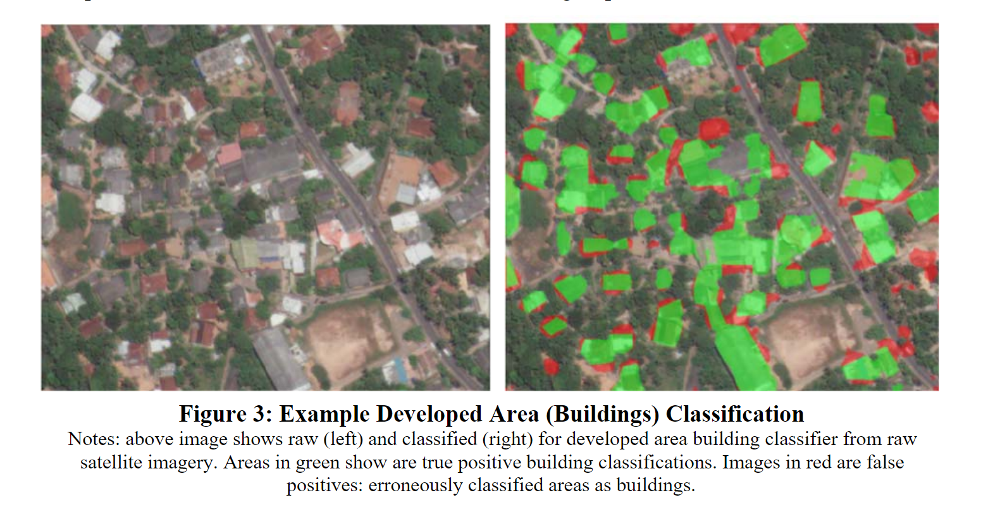 Figure 3: Example Developed Area (Buildings) Classification
Notes: above image shows raw (left) and classified (right) for developed area building classifier from raw
satellite imagery. Areas in green show are true positive building classifications. Images in red are false
positives: erroneously classified areas as buildings.